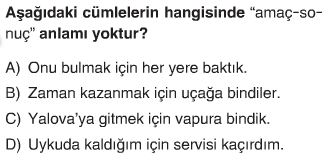 Aşağıdaki cümlelerin hangisinde “amaç-so-
nuç” anlamı yoktur?
A) Onu bulmak için her yere baktık.
B) Zaman kazanmak için uçağa bindiler.
C) Yalova’ya gitmek için vapura bindik.
D) Uykuda kaldığım için servisi kaçırdım.